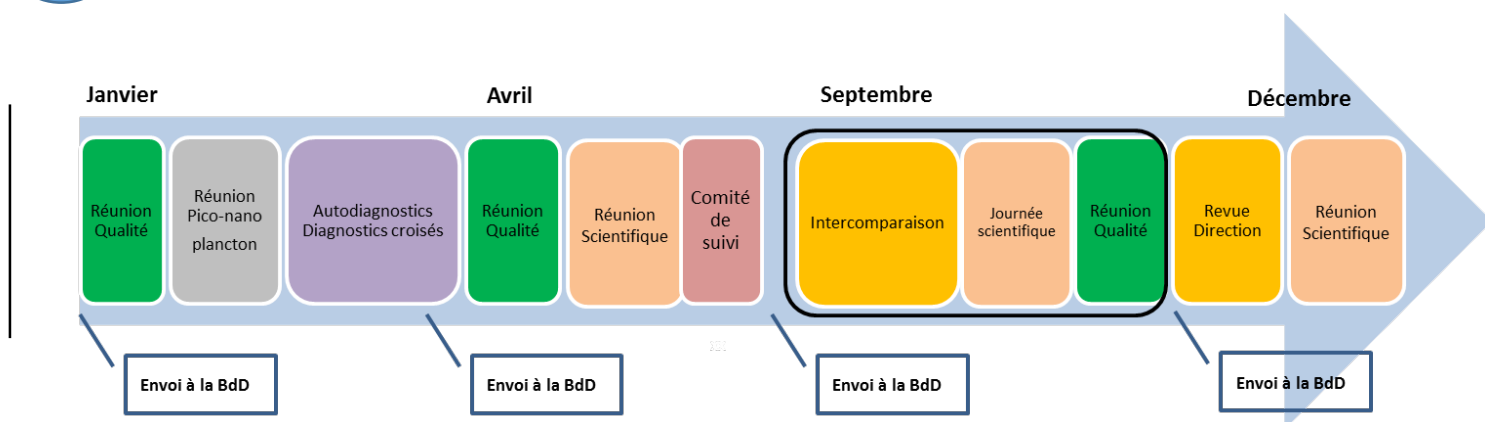 Janvier
Avril
Septembre
Décembre
Réunion
Qualité
Réunion
Pico-nano
plancton
Autodiagnostics
Diagnostics croisés
Réunion
Qualité
Réunion
Scientifique
Comité
de
suivi
Intercomparaison
Journée
scientifique
Réunion
Qualité
Revue
Direction
Réunion
Scientifique
Envoi à la BdD
Envoi à la BdD
Envoi à la BdD
Envoi à la BdD